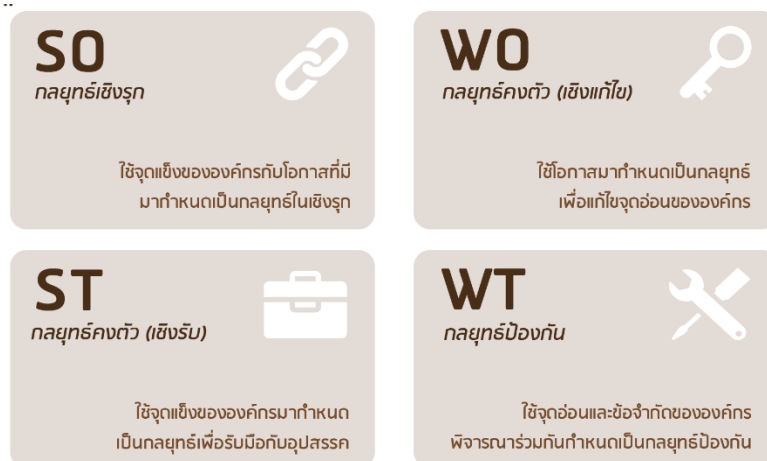 SO
กลยุทธ์เชิงรุก
ใช้จุดแข็งขององค์กรกับโอกาสที่มี
มากำหนดเป็นกลยุทธ์ในเชิงรุก
WO
กลยุทธ์คงตัว (เชิงแก้ไข)
ใช้โอกาสมากำหนดเป็นกลยุทธ์
เพื่อแก้ไขจุดอ่อนขององค์กร
ST
กลยุทธ์คงตัว (เชิงรับ)
ใช้จุดแข็งขององค์กรมากำหนด
เป็นกลยุทธ์เพื่อรับมือกับอุปสรรค
WT
กลยุทธ์ป้องกัน
ใช้จุดอ่อนและข้อจำกัดขององค์กร
พิจารณาร่วมกันกำหนดเป็นกลยุทธ์ป้องกัน